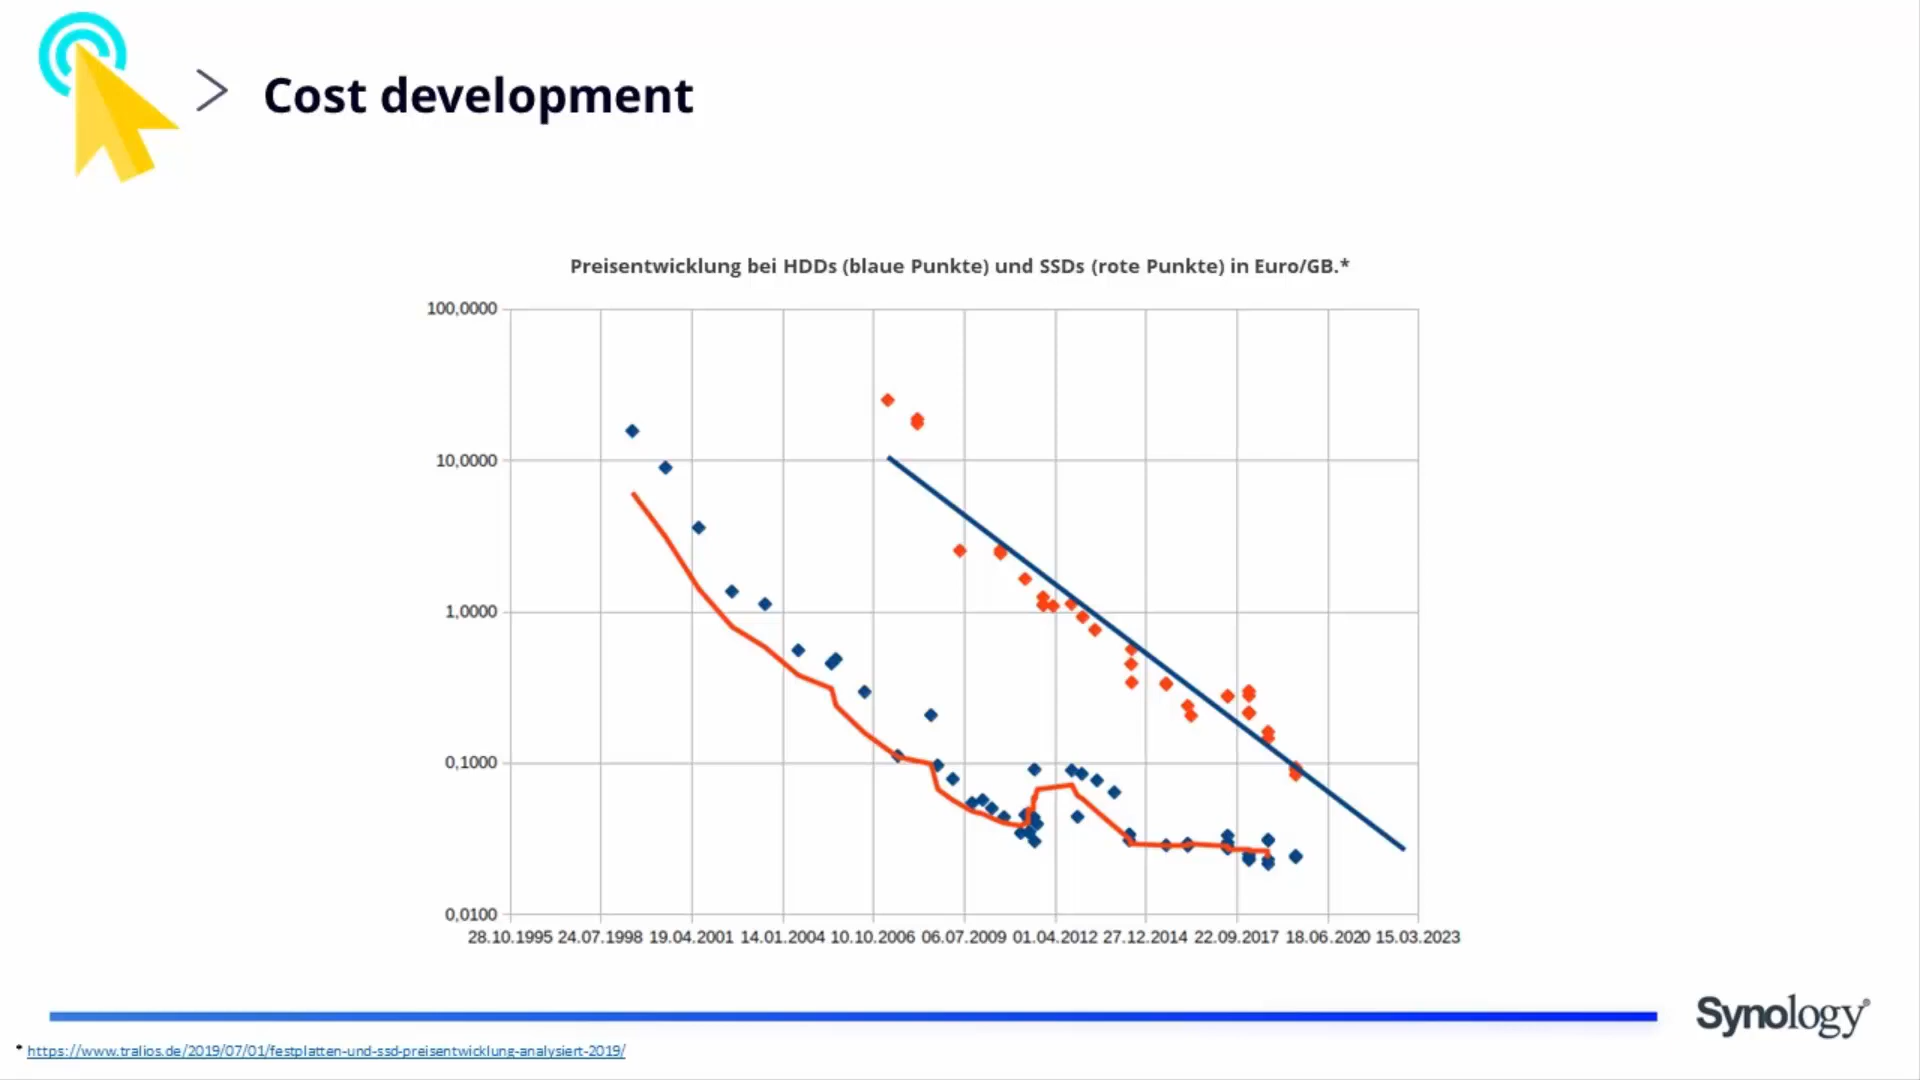 Cost development
Preisentwicklung bei HDDs (blaue Punkte) und SSDs (rote Punkte) in Euro/GB.*
100,0000
10,0000
1,0000
0,1000
0,0100
28.10.1995 24.07.1998 19.04.2001 14.01.2004 10.10.2006 06.07.2009 01.04.2012 27.12.2014 22.09.2017 18.06.2020 15.03.2023
Synology®
* https://www.tralios.de/2019/07/01/festplatten-und-ssd-preisentwicklung-analysiert-2019/